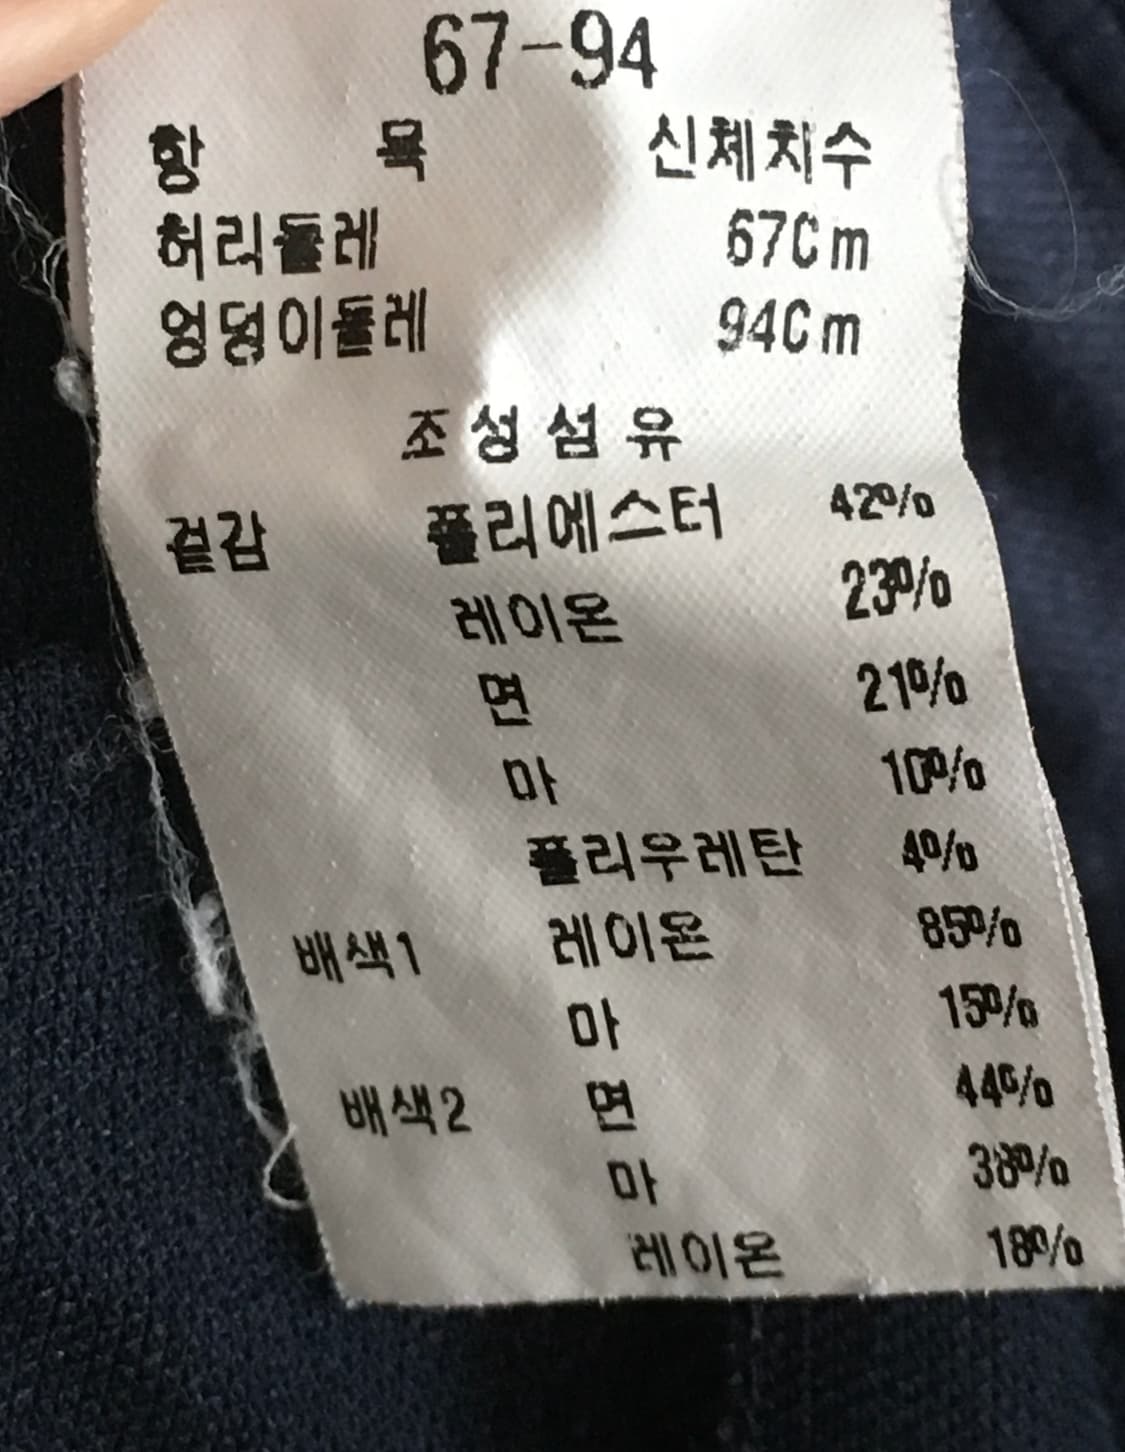 67-94
항 목 신체치수
허리둘레 67Cm
엉덩이둘레 94Cm
조성섬유
겉감 폴리에스터 42%
레이온 23%
면 21%
마 10%
폴리우레탄 4%
배색1 레이온 85%
마 15%
배색2 면 44%
마 38%
레이온 18%